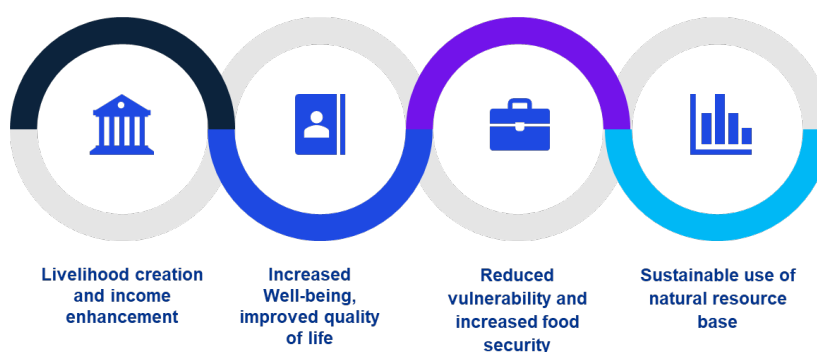 Livelihood creation
and income
enhancement
Increased
Well-being,
improved quality
of life
Reduced
vulnerability and
increased food
security
Sustainable use of
natural resource
base